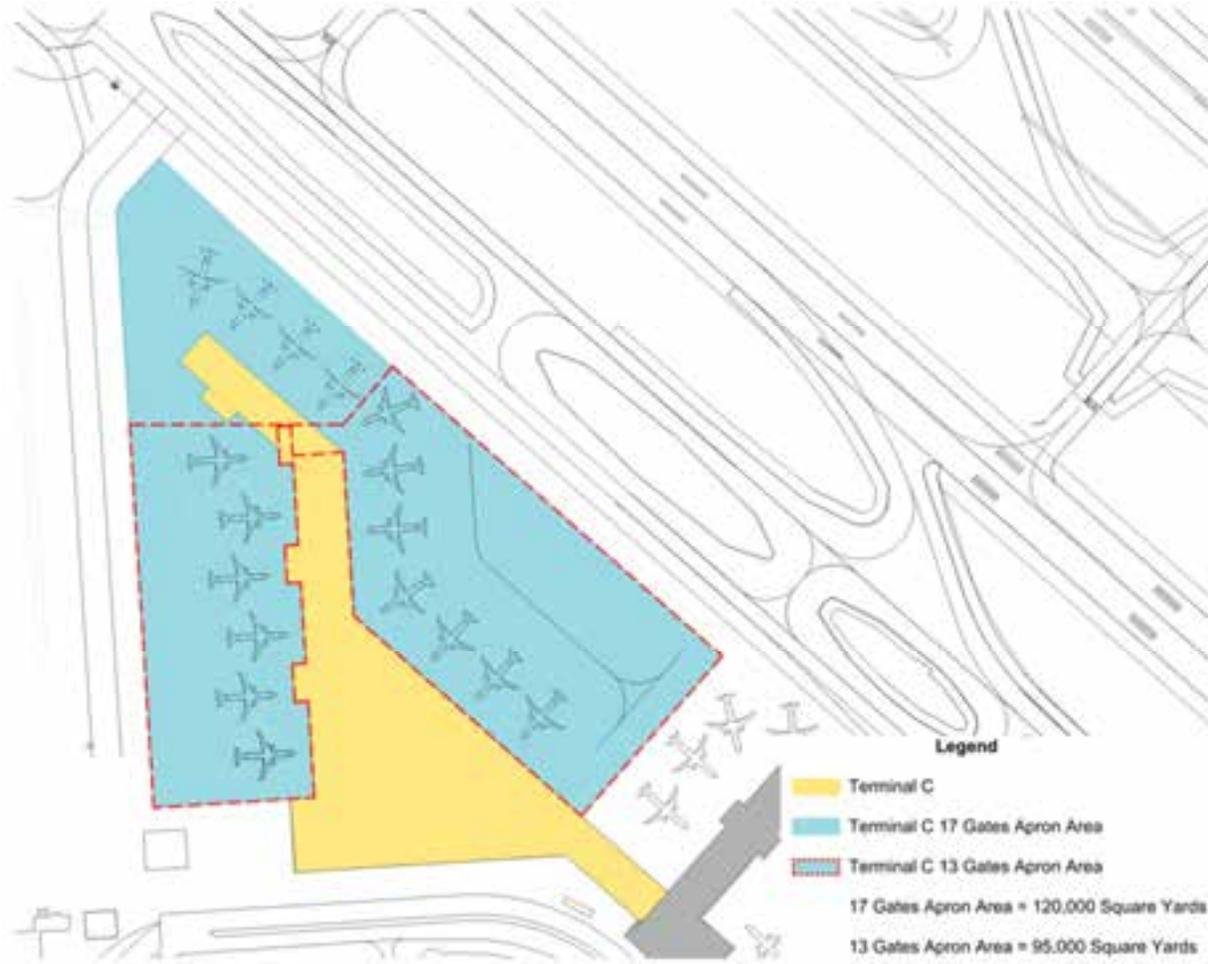 Legend
Terminal C
Terminal C 17 Gates Apron Area
Terminal C 13 Gates Apron Area
17 Gates Apron Area = 120,000 Square Yards
13 Gates Apron Area = 95,000 Square Yards